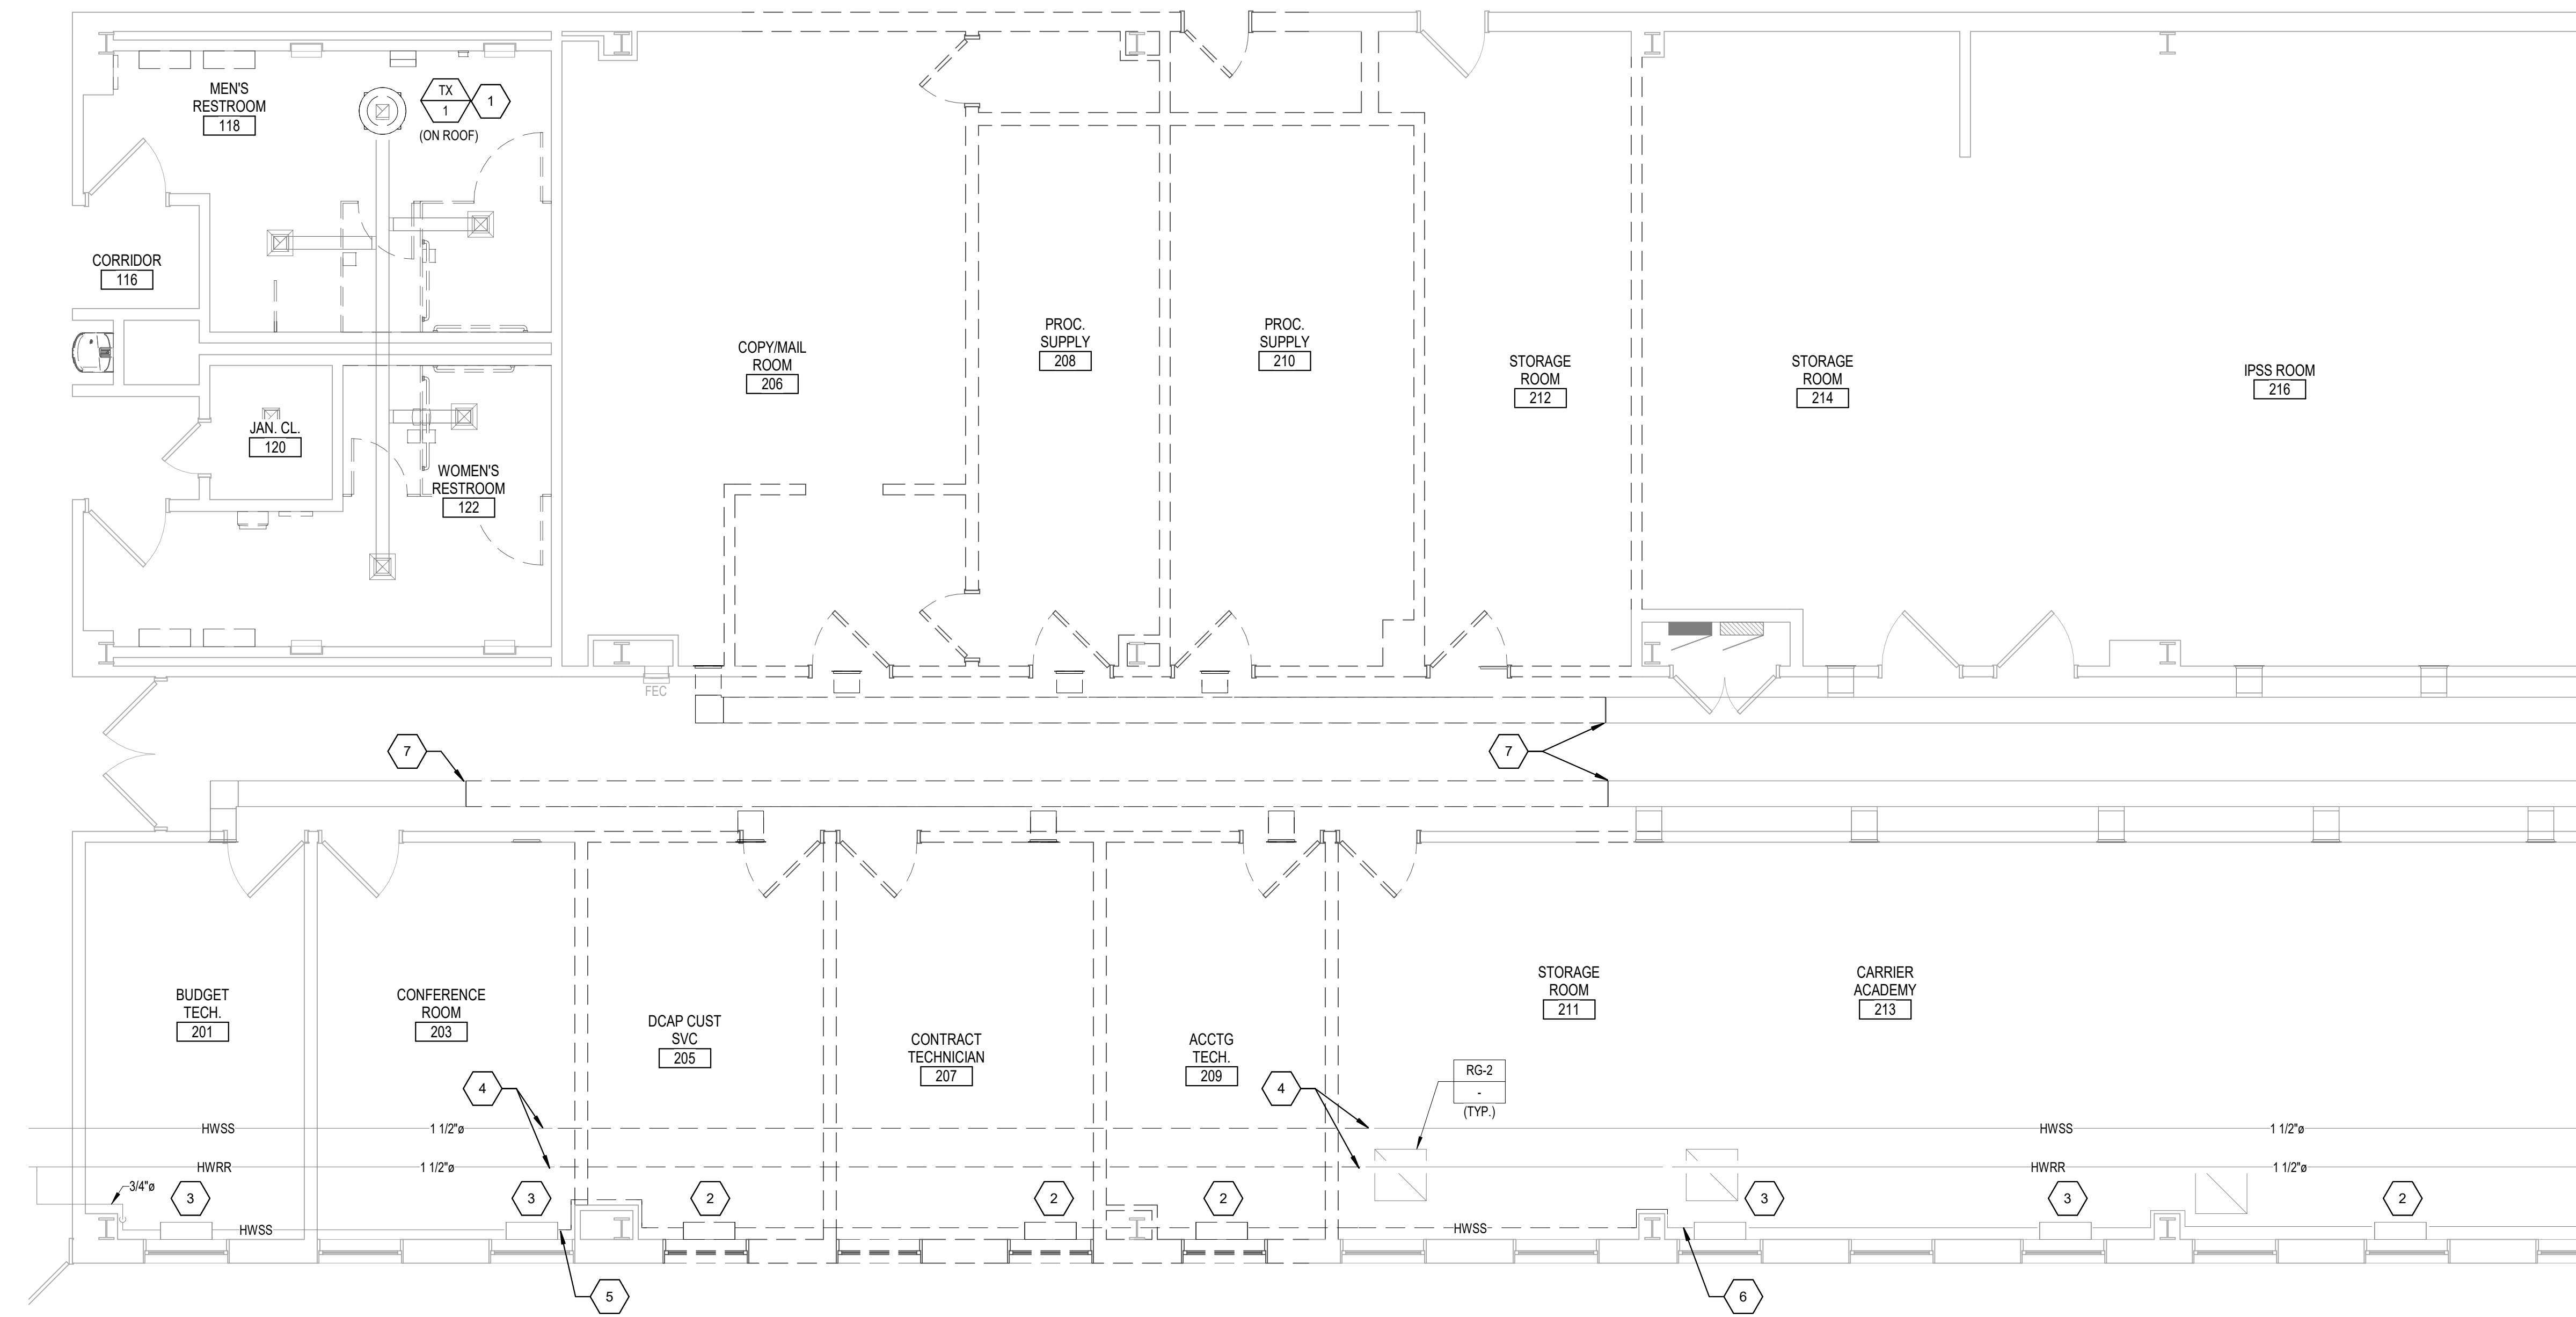 MEN'S
RESTROOM
118
TX
1
1
(ON ROOF)
CORRIDOR
116
JAN. CL.
120
WOMEN'S
RESTROOM
122
COPY/MAIL
ROOM
206
PROC.
SUPPLY
208
PROC.
SUPPLY
210
STORAGE
ROOM
212
STORAGE
ROOM
214
IPSS ROOM
216
FEC
7
7
BUDGET
TECH.
201
CONFERENCE
ROOM
203
DCAP CUST
SVC
205
CONTRACT
TECHNICIAN
207
ACCTG
TECH.
209
STORAGE
ROOM
211
CARRIER
ACADEMY
213
4
4
RG-2
-
(TYP.)
HWSS
1 1/2"ø
HWSS
1 1/2"ø
HWRR
1 1/2"ø
HWRR
1 1/2"ø
3/4"ø
3
3
2
2
2
3
3
2
HWSS
HWSS
5
6